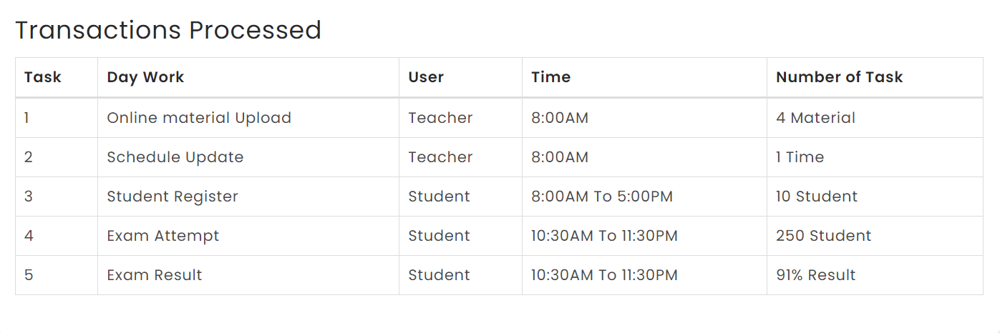 Transactions Processed
Task Day Work User Time Number of Task
1 Online material Upload Teacher 8:00AM 4 Material
2 Schedule Update Teacher 8:00AM 1 Time
3 Student Register Student 8:00AM To 5:00PM 10 Student
4 Exam Attempt Student 10:30AM To 11:30PM 250 Student
5 Exam Result Student 10:30AM To 11:30PM 91% Result